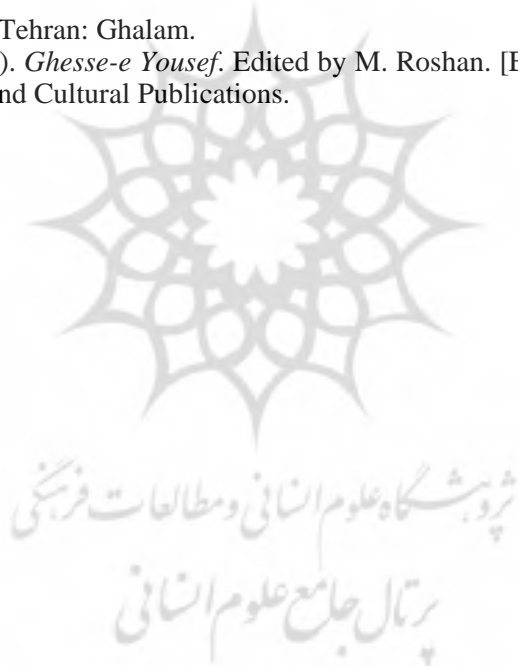 Tehran: Ghalam.
). Ghesse-e Yousef. Edited by M. Roshan. [E
nd Cultural Publications.
پژوهشگاه علوم انسانی و مطالعات فرهنگی
پرتال جامع علوم انسانی